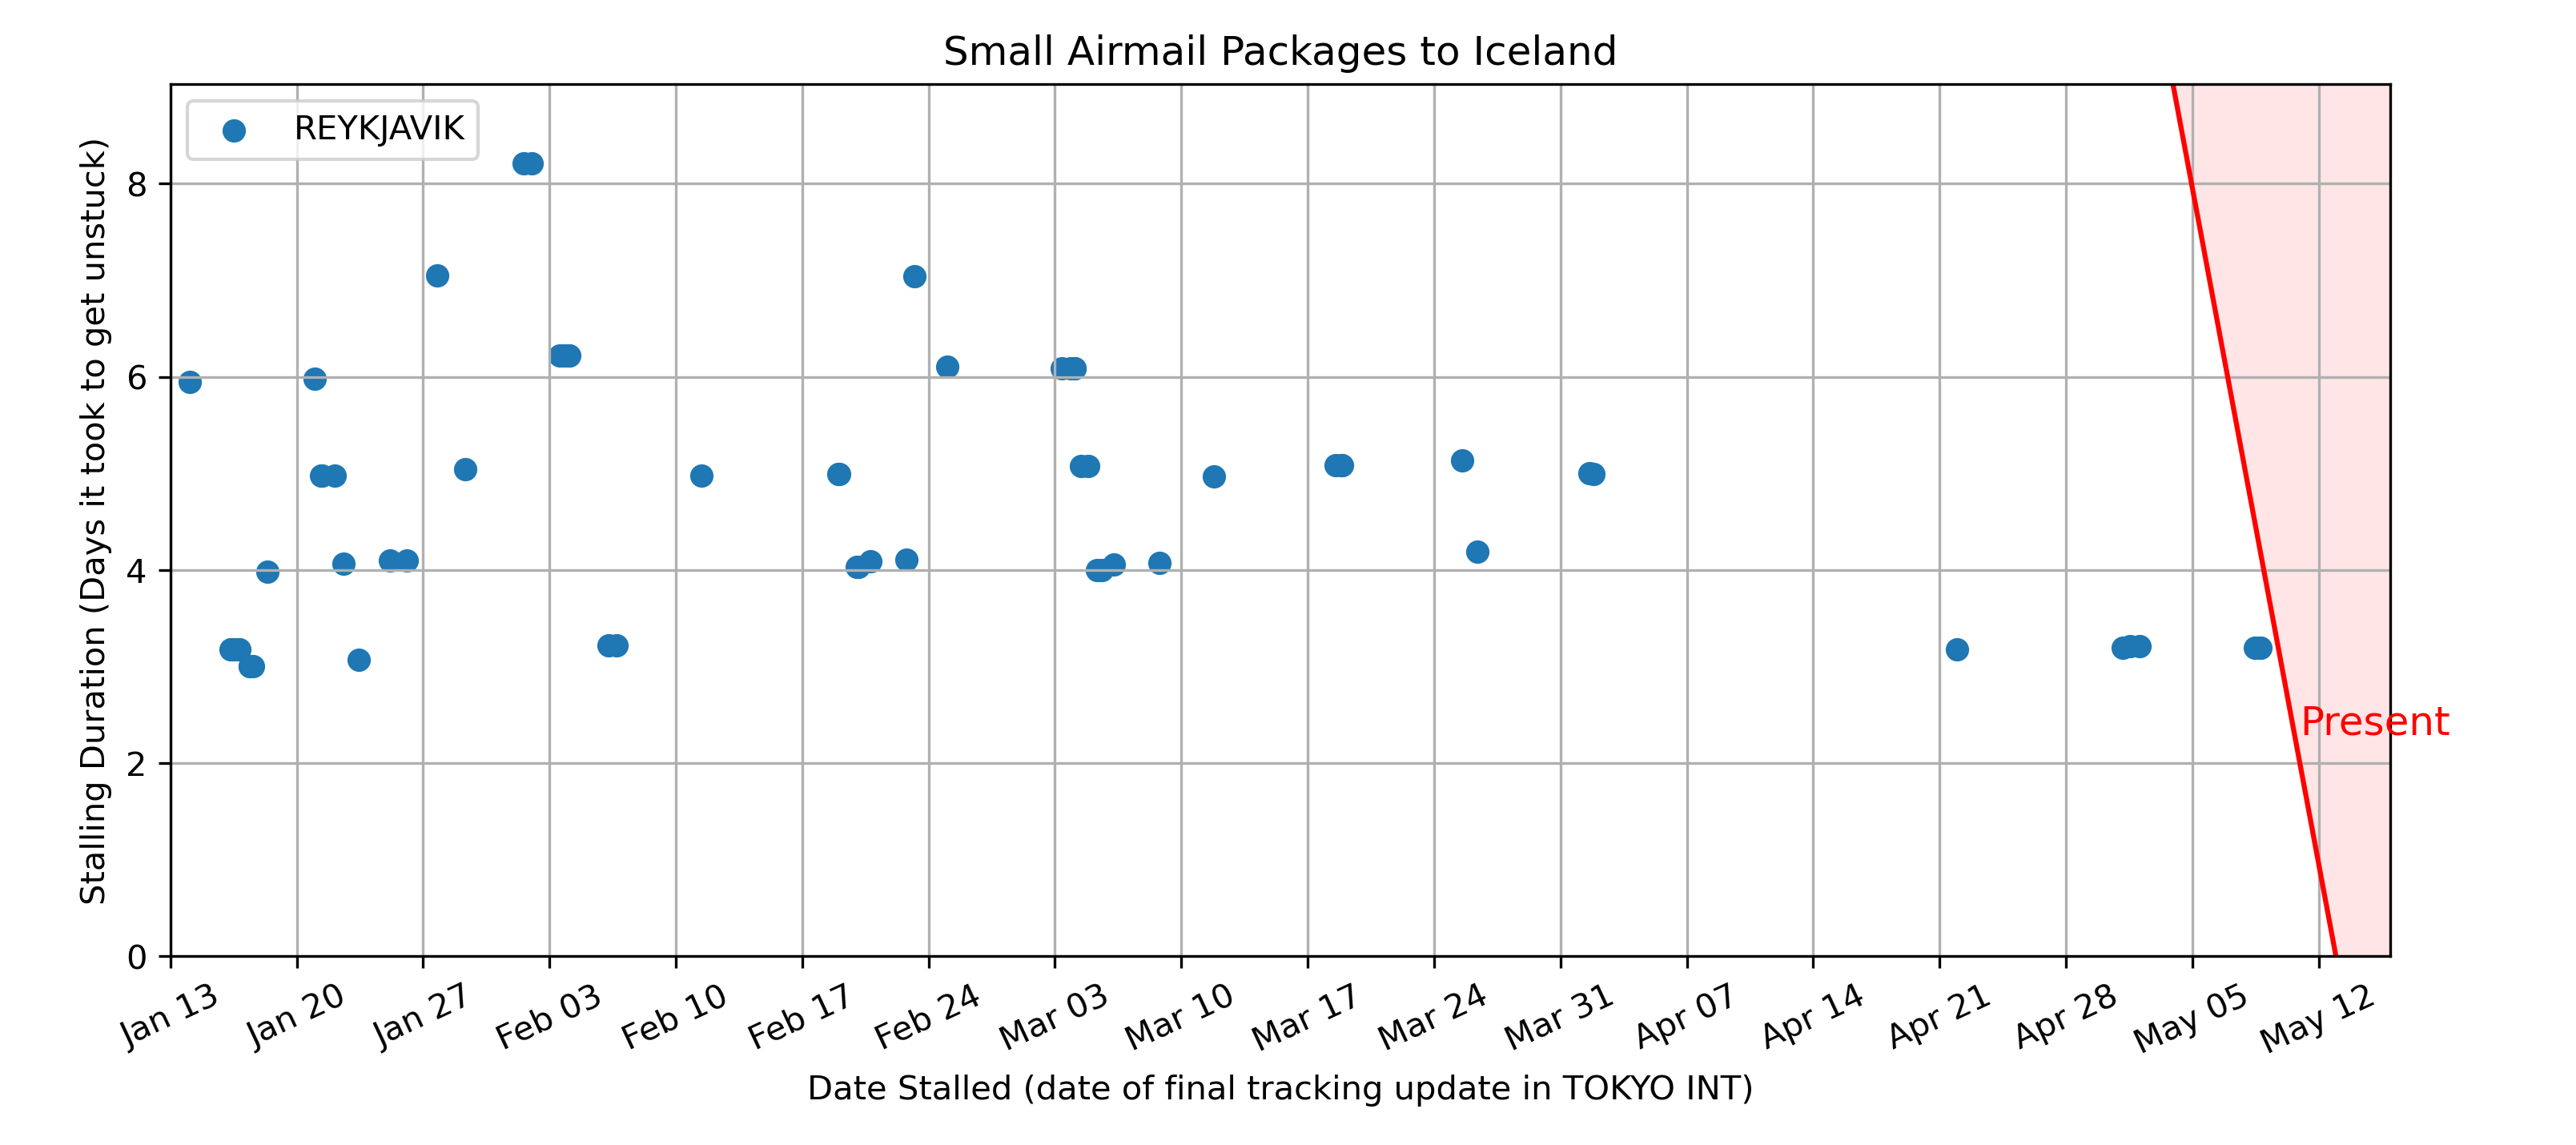 Small Airmail Packages to Iceland
REYKJAVIK
Stalling Duration (Days it took to get unstuck)
8
6
4
2
0
Present
Jan 13 Jan 20 Jan 27 Feb 03 Feb 10 Feb 17 Feb 24 Mar 03 Mar 10 Mar 17 Mar 24 Mar 31 Apr 07 Apr 14 Apr 21 Apr 28 May 05 May 12
Date Stalled (date of final tracking update in TOKYO INT)